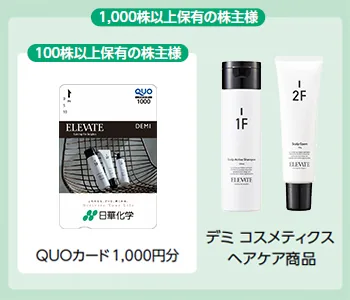 1,000株以上保有の株主様
100株以上保有の株主様
QUO
1000
ELEVATE
DEMI
日華化学
QUOカード1,000円分
1F
ELEVATE
2F
ELEVATE
デミ コスメティクス
ヘアケア商品